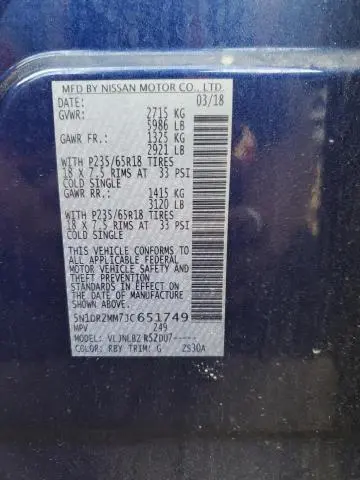 MFD BY NISSAN MOTOR CO., LTD
DATE: 03/18
GVWR: 2715 KG
5986 LB
GAWR FR.: 1325 KG
2921 LB
WITH P235/65R18 TIRES
18 X 7.5 RIMS AT 33 PSI
COLD SINGLE
GAWR RR.: 1415 KG
3120 LB
WITH P235/65R18 TIRES
18 X 7.5 RIMS AT 33 PSI
COLD SINGLE
THIS VEHICLE CONFORMS TO
ALL APPLICABLE FEDERAL
MOTOR VEHICLE SAFETY AND
THEFT PREVENTION
STANDARDS IN EFFECT ON
THE DATE OF MANUFACTURE
SHOWN ABOVE.
5N1DR2MM7JC651749
MPV 249
MODEL: VLJNLBZ R52DU7-----
COLOR: RBY TRIM: G ZS30A